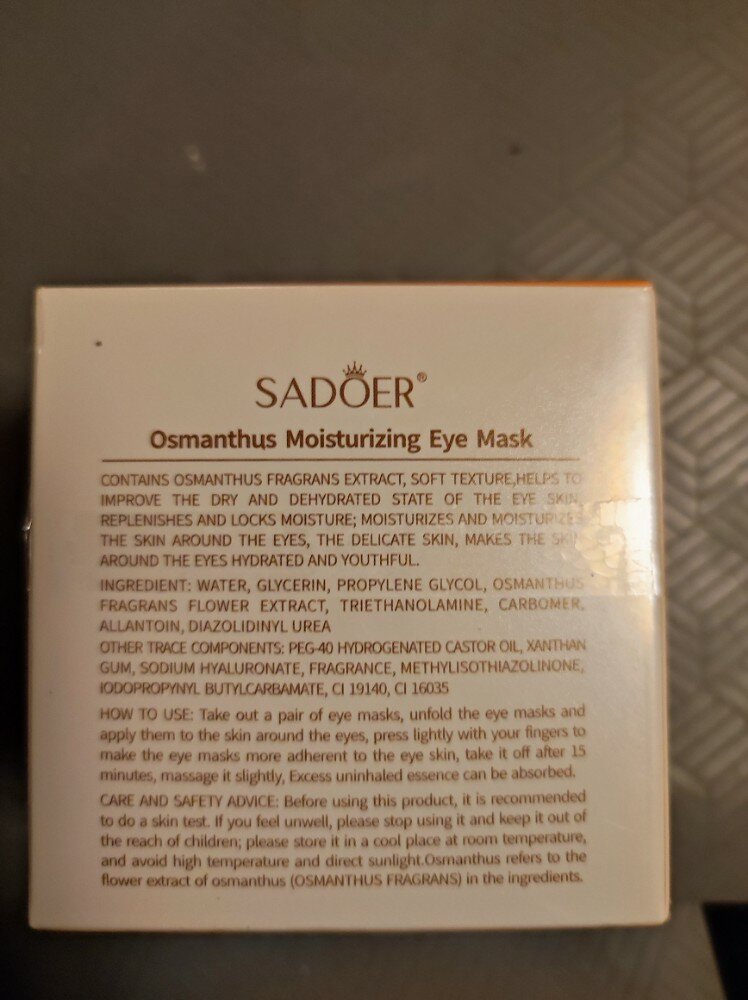 SADOER®
Osmanthus Moisturizing Eye Mask
CONTAINS OSMANTHUS FRAGRANS EXTRACT, SOFT TEXTURE,HELPS TO
IMPROVE THE DRY AND DEHYDRATED STATE OF THE EYE SKIN,
REPLENISHES AND LOCKS MOISTURE; MOISTURIZES AND MOISTURIZES
THE SKIN AROUND THE EYES, THE DELICATE SKIN, MAKES THE SKIN
AROUND THE EYES HYDRATED AND YOUTHFUL.
INGREDIENT: WATER, GLYCERIN, PROPYLENE GLYCOL, OSMANTHUS
FRAGRANS FLOWER EXTRACT, TRIETHANOLAMINE, CARBOMER,
ALLANTOIN, DIAZOLIDINYL UREA
OTHER TRACE COMPONENTS: PEG-40 HYDROGENATED CASTOR OIL, XANTHAN
GUM, SODIUM HYALURONATE, FRAGRANCE, METHYLISOTHIAZOLINONE,
IODOPROPYNYL BUTYLCARBAMATE, CI 19140, CI 16035
HOW TO USE: Take out a pair of eye masks, unfold the eye masks and
apply them to the skin around the eyes, press lightly with your fingers to
make the eye masks more adherent to the eye skin, take it off after 15
minutes, massage it slightly, Excess uninhaled essence can be absorbed.
CARE AND SAFETY ADVICE: Before using this product, it is recommended
to do a skin test. If you feel unwell, please stop using it and keep it out of
the reach of children; please store it in a cool place at room temperature,
and avoid high temperature and direct sunlight.Osmanthus refers to the
flower extract of osmanthus (OSMANTHUS FRAGRANS) in the ingredients.